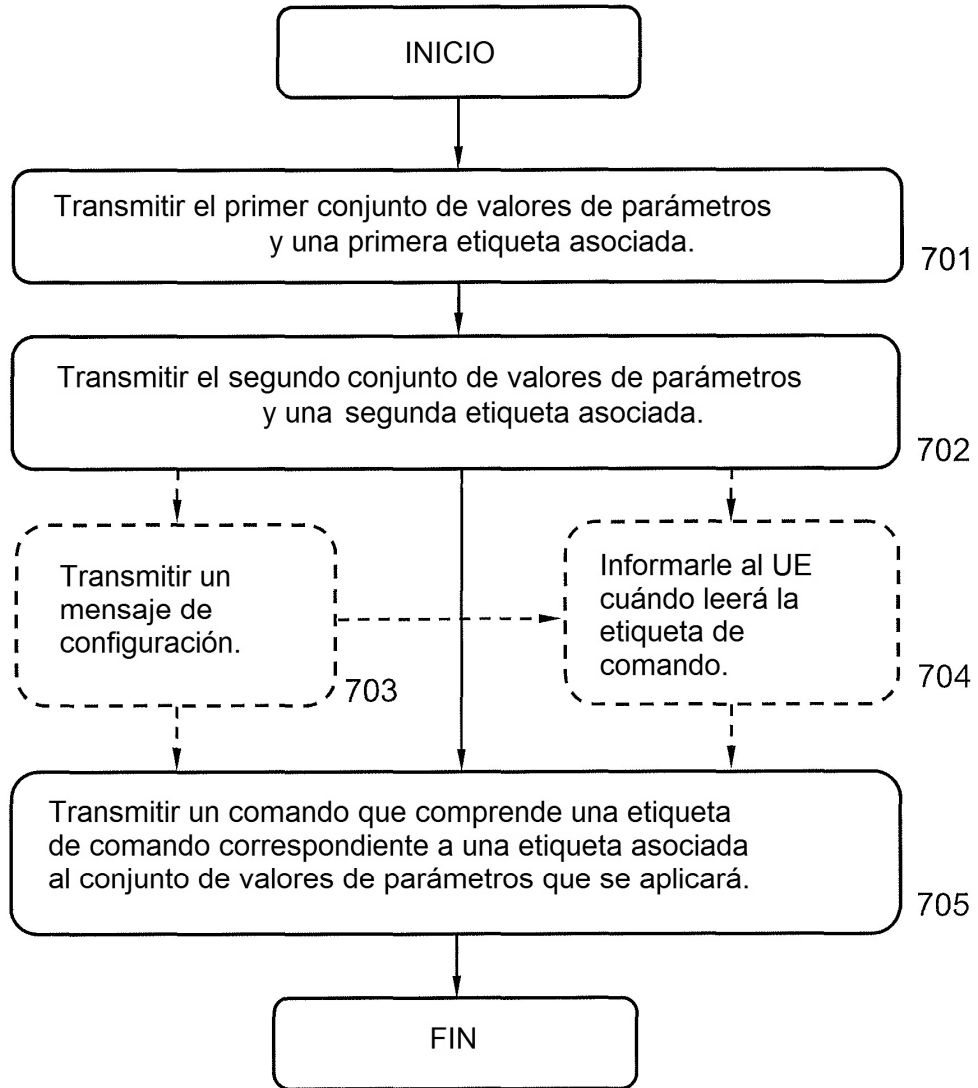 INICIO
Transmitir el primer conjunto de valores de parámetros
y una primera etiqueta asociada.
701
Transmitir el segundo conjunto de valores de parámetros
y una segunda etiqueta asociada.
702
Transmitir un
mensaje de
configuración.
703
Informarle al UE
cuándo leerá la
etiqueta de
comando.
704
Transmitir un comando que comprende una etiqueta
de comando correspondiente a una etiqueta asociada
al conjunto de valores de parámetros que se aplicará.
705
FIN